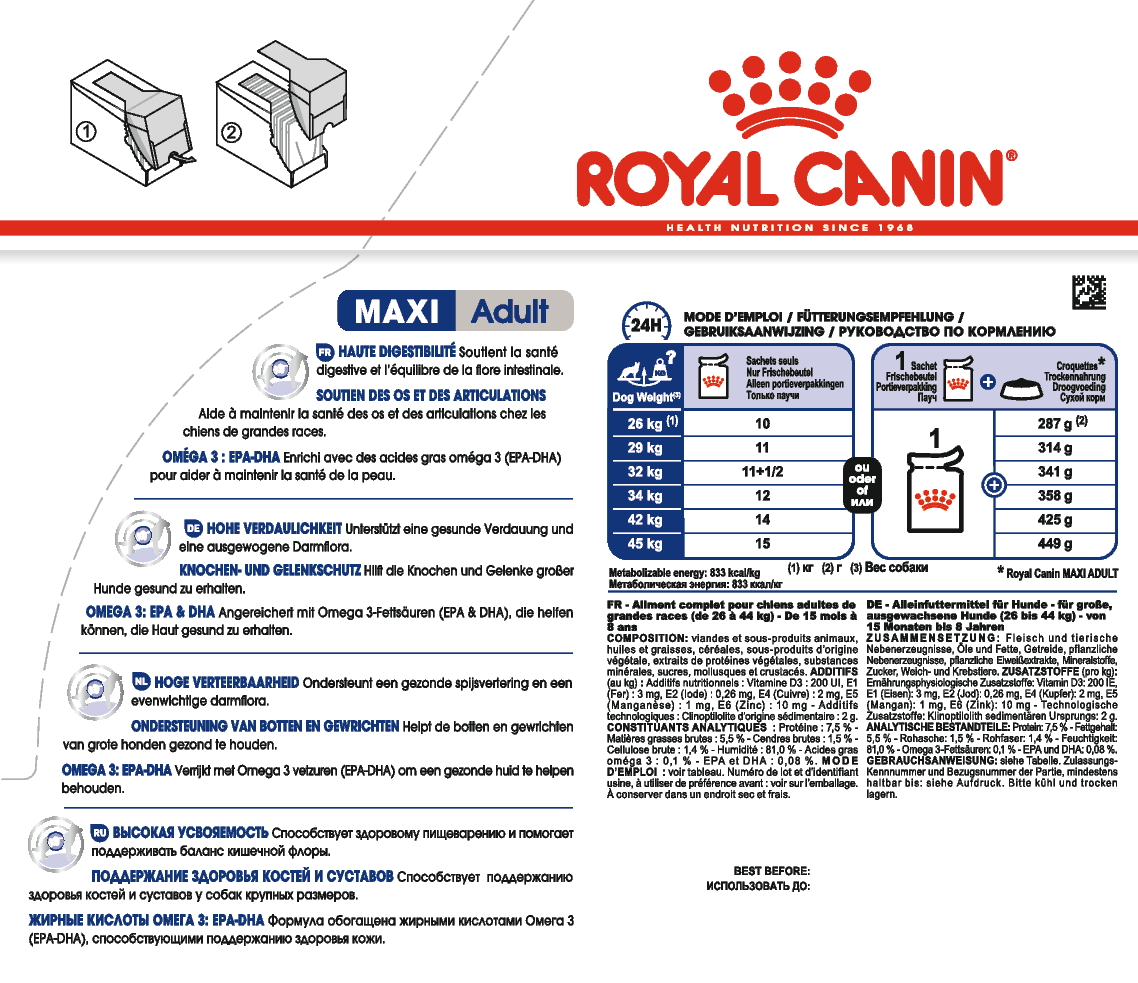 1
2
ROYAL CANIN®
HEALTH NUTRITION SINCE 1968
MAXI Adult
FR HAUTE DIGESTIBILITÉ Soutient la santé
digestive et l'équilibre de la flore intestinale.
SOUTIEN DES OS ET DES ARTICULATIONS
Aide à maintenir la santé des os et des articulations chez les
chiens de grandes races.
OMÉGA 3 : EPA-DHA Enrichi avec des acides gras oméga 3 (EPA-DHA)
pour aider à maintenir la santé de la peau.
DE HOHE VERDAULICHKEIT Unterstützt eine gesunde Verdauung und
eine ausgewogene Darmflora.
KNOCHEN- UND GELENKSCHUTZ Hilft die Knochen und Gelenke großer
Hunde gesund zu erhalten.
OMEGA 3: EPA & DHA Angereichert mit Omega 3-Fettsäuren (EPA & DHA), die helfen
können, die Haut gesund zu erhalten.
NL HOGE VERTEERBAARHEID Ondersteunt een gezonde spijsvertering en een
evenwichtige darmflora.
ONDERSTEUNING VAN BOTTEN EN GEWRICHTEN Helpt de botten en gewrichten
van grote honden gezond te houden.
OMEGA 3: EPA-DHA Verrijkt met Omega 3 vetzuren (EPA-DHA) om een gezonde huid te helpen
behouden.
RU ВЫСОКАЯ УСВОЯЕМОСТЬ Способствует здоровому пищеварению и помогает
поддерживать баланс кишечной флоры.
ПОДДЕРЖАНИЕ ЗДОРОВЬЯ КОСТЕЙ И СУСТАВОВ Способствует поддержанию
здоровья костей и суставов у собак крупных размеров.
ЖИРНЫЕ КИСЛОТЫ ОМЕГА 3: EPA-DHA Формула обогащена жирными кислотами Омега 3
(EPA-DHA), способствующими поддержанию здоровья кожи.
24H
MODE D'EMPLOI / FÜTTERUNGSEMPFEHLUNG /
GEBRUIKSAANWIJZING / РУКОВОДСТВО ПО КОРМЛЕНИЮ
? KG
Dog Weight(3)
Sachets seuls
Nur Frischebeutel
Alleen portieverpakkingen
Только паучи
1 Sachet
Frischebeutel
Portieverpakking
Пауч
+
Croquettes*
Trockennahrung
Droogvoeding
Сухой корм
26 kg (1) 10 287 g (2)
29 kg 11 314 g
32 kg 11+1/2 341 g
34 kg 12 358 g
42 kg 14 425 g
45 kg 15 449 g
ou
oder
of
или
1
+
Metabolizable energy: 833 kcal/kg
Метаболическая энергия: 833 ккал/кг
(1) кг (2) г (3) Вес собаки
* Royal Canin MAXI ADULT
FR - Aliment complet pour chiens adultes de
grandes races (de 26 à 44 kg) - De 15 mois à
8 ans
COMPOSITION: viandes et sous-produits animaux,
huiles et graisses, céréales, sous-produits d'origine
végétale, extraits de protéines végétales, substances
minérales, sucres, mollusques et crustacés. ADDITIFS
(au kg) : Additifs nutritionnels : Vitamine D3 : 200 UI, E1
(Fer) : 3 mg, E2 (Iode) : 0,26 mg, E4 (Cuivre) : 2 mg, E5
(Manganèse) : 1 mg, E6 (Zinc) : 10 mg - Additifs
technologiques : Clinoptilolite d'origine sédimentaire : 2 g.
CONSTITUANTS ANALYTIQUES : Protéine : 7,5 % -
Matières grasses brutes : 5,5 % - Cendres brutes : 1,5 % -
Cellulose brute : 1,4 % - Humidité : 81,0 % - Acides gras
oméga 3 : 0,1 % - EPA et DHA : 0,08 %. MODE
D'EMPLOI : voir tableau. Numéro de lot et d'identifiant
usine, à utiliser de préférence avant : voir sur l'emballage.
À conserver dans un endroit sec et frais.
DE - Alleinfuttermittel für Hunde - für große,
ausgewachsene Hunde (26 bis 44 kg) - von
15 Monaten bis 8 Jahren
ZUSAMMENSETZUNG: Fleisch und tierische
Nebenerzeugnisse, Öle und Fette, Getreide, pflanzliche
Nebenerzeugnisse, pflanzliche Eiweißextrakte, Mineralstoffe,
Zucker, Weich- und Krebstiere. ZUSATZSTOFFE (pro kg):
Ernährungsphysiologische Zusatzstoffe: Vitamin D3: 200 IE,
E1 (Eisen): 3 mg, E2 (Jod): 0,26 mg, E4 (Kupfer): 2 mg, E5
(Mangan): 1 mg, E6 (Zink): 10 mg - Technologische
Zusatzstoffe: Klinoptilolith sedimentären Ursprungs: 2 g.
ANALYTISCHE BESTANDTEILE: Protein: 7,5 % - Fettgehalt:
5,5 % - Rohasche: 1,5 % - Rohfaser: 1,4 % - Feuchtigkeit:
81,0 % - Omega 3-Fettsäuren: 0,1 % - EPA und DHA: 0,08 %.
GEBRAUCHSANWEISUNG: siehe Tabelle. Zulassungs-
Kennnummer und Bezugsnummer der Partie, mindestens
haltbar bis: siehe Aufdruck. Bitte kühl und trocken
lagern.
BEST BEFORE:
ИСПОЛЬЗОВАТЬ ДО: